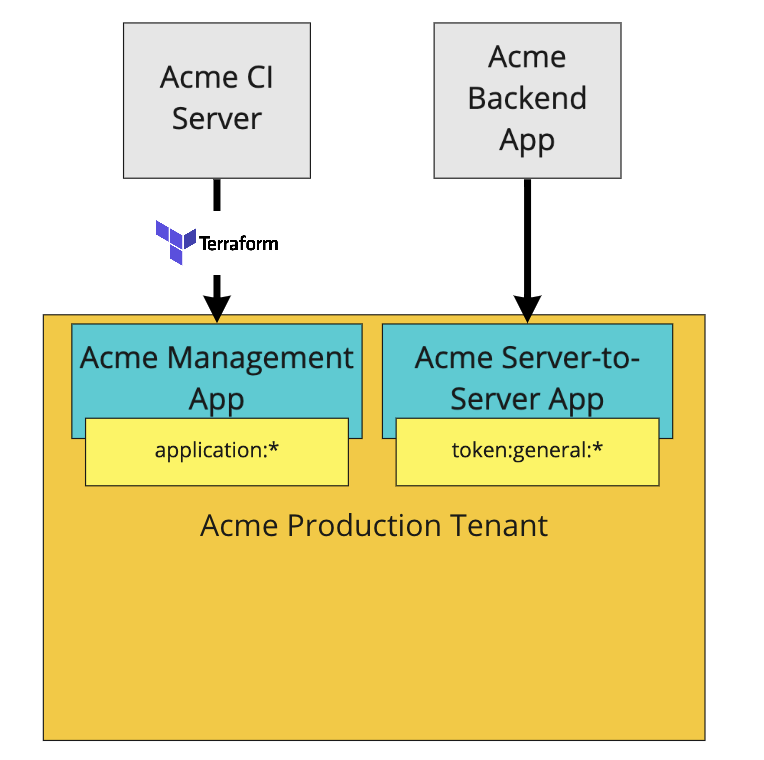 Acme CI
Server
Acme
Backend
App
Terraform
Acme Management
App
application:*
Acme Server-to-
Server App
token:general:*
Acme Production Tenant